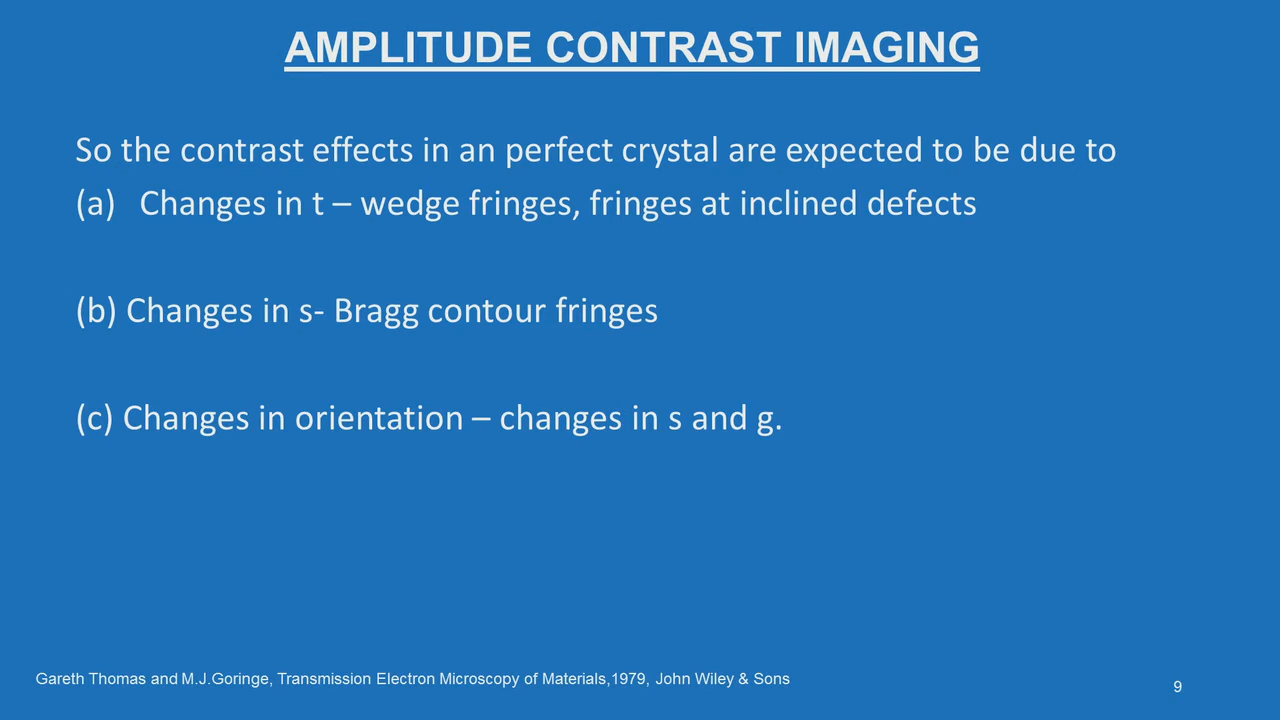 AMPLITUDE CONTRAST IMAGING
So the contrast effects in an perfect crystal are expected to be due to
(a) Changes in t – wedge fringes, fringes at inclined defects
(b) Changes in s- Bragg contour fringes
(c) Changes in orientation – changes in s and g.
Gareth Thomas and M.J.Goringe, Transmission Electron Microscopy of Materials,1979, John Wiley & Sons
9